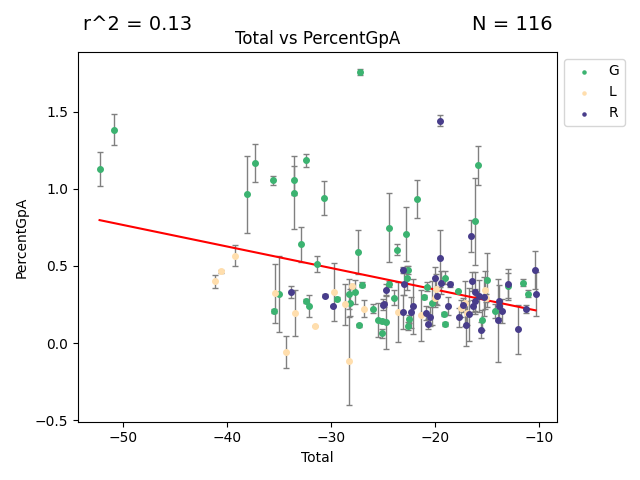 r^2 = 0.13
N = 116
Total vs PercentGpA
G
L
R
1.5
1.0
0.5
0.0
−0.5
PercentGpA
−50
−40
−30
−20
−10
Total